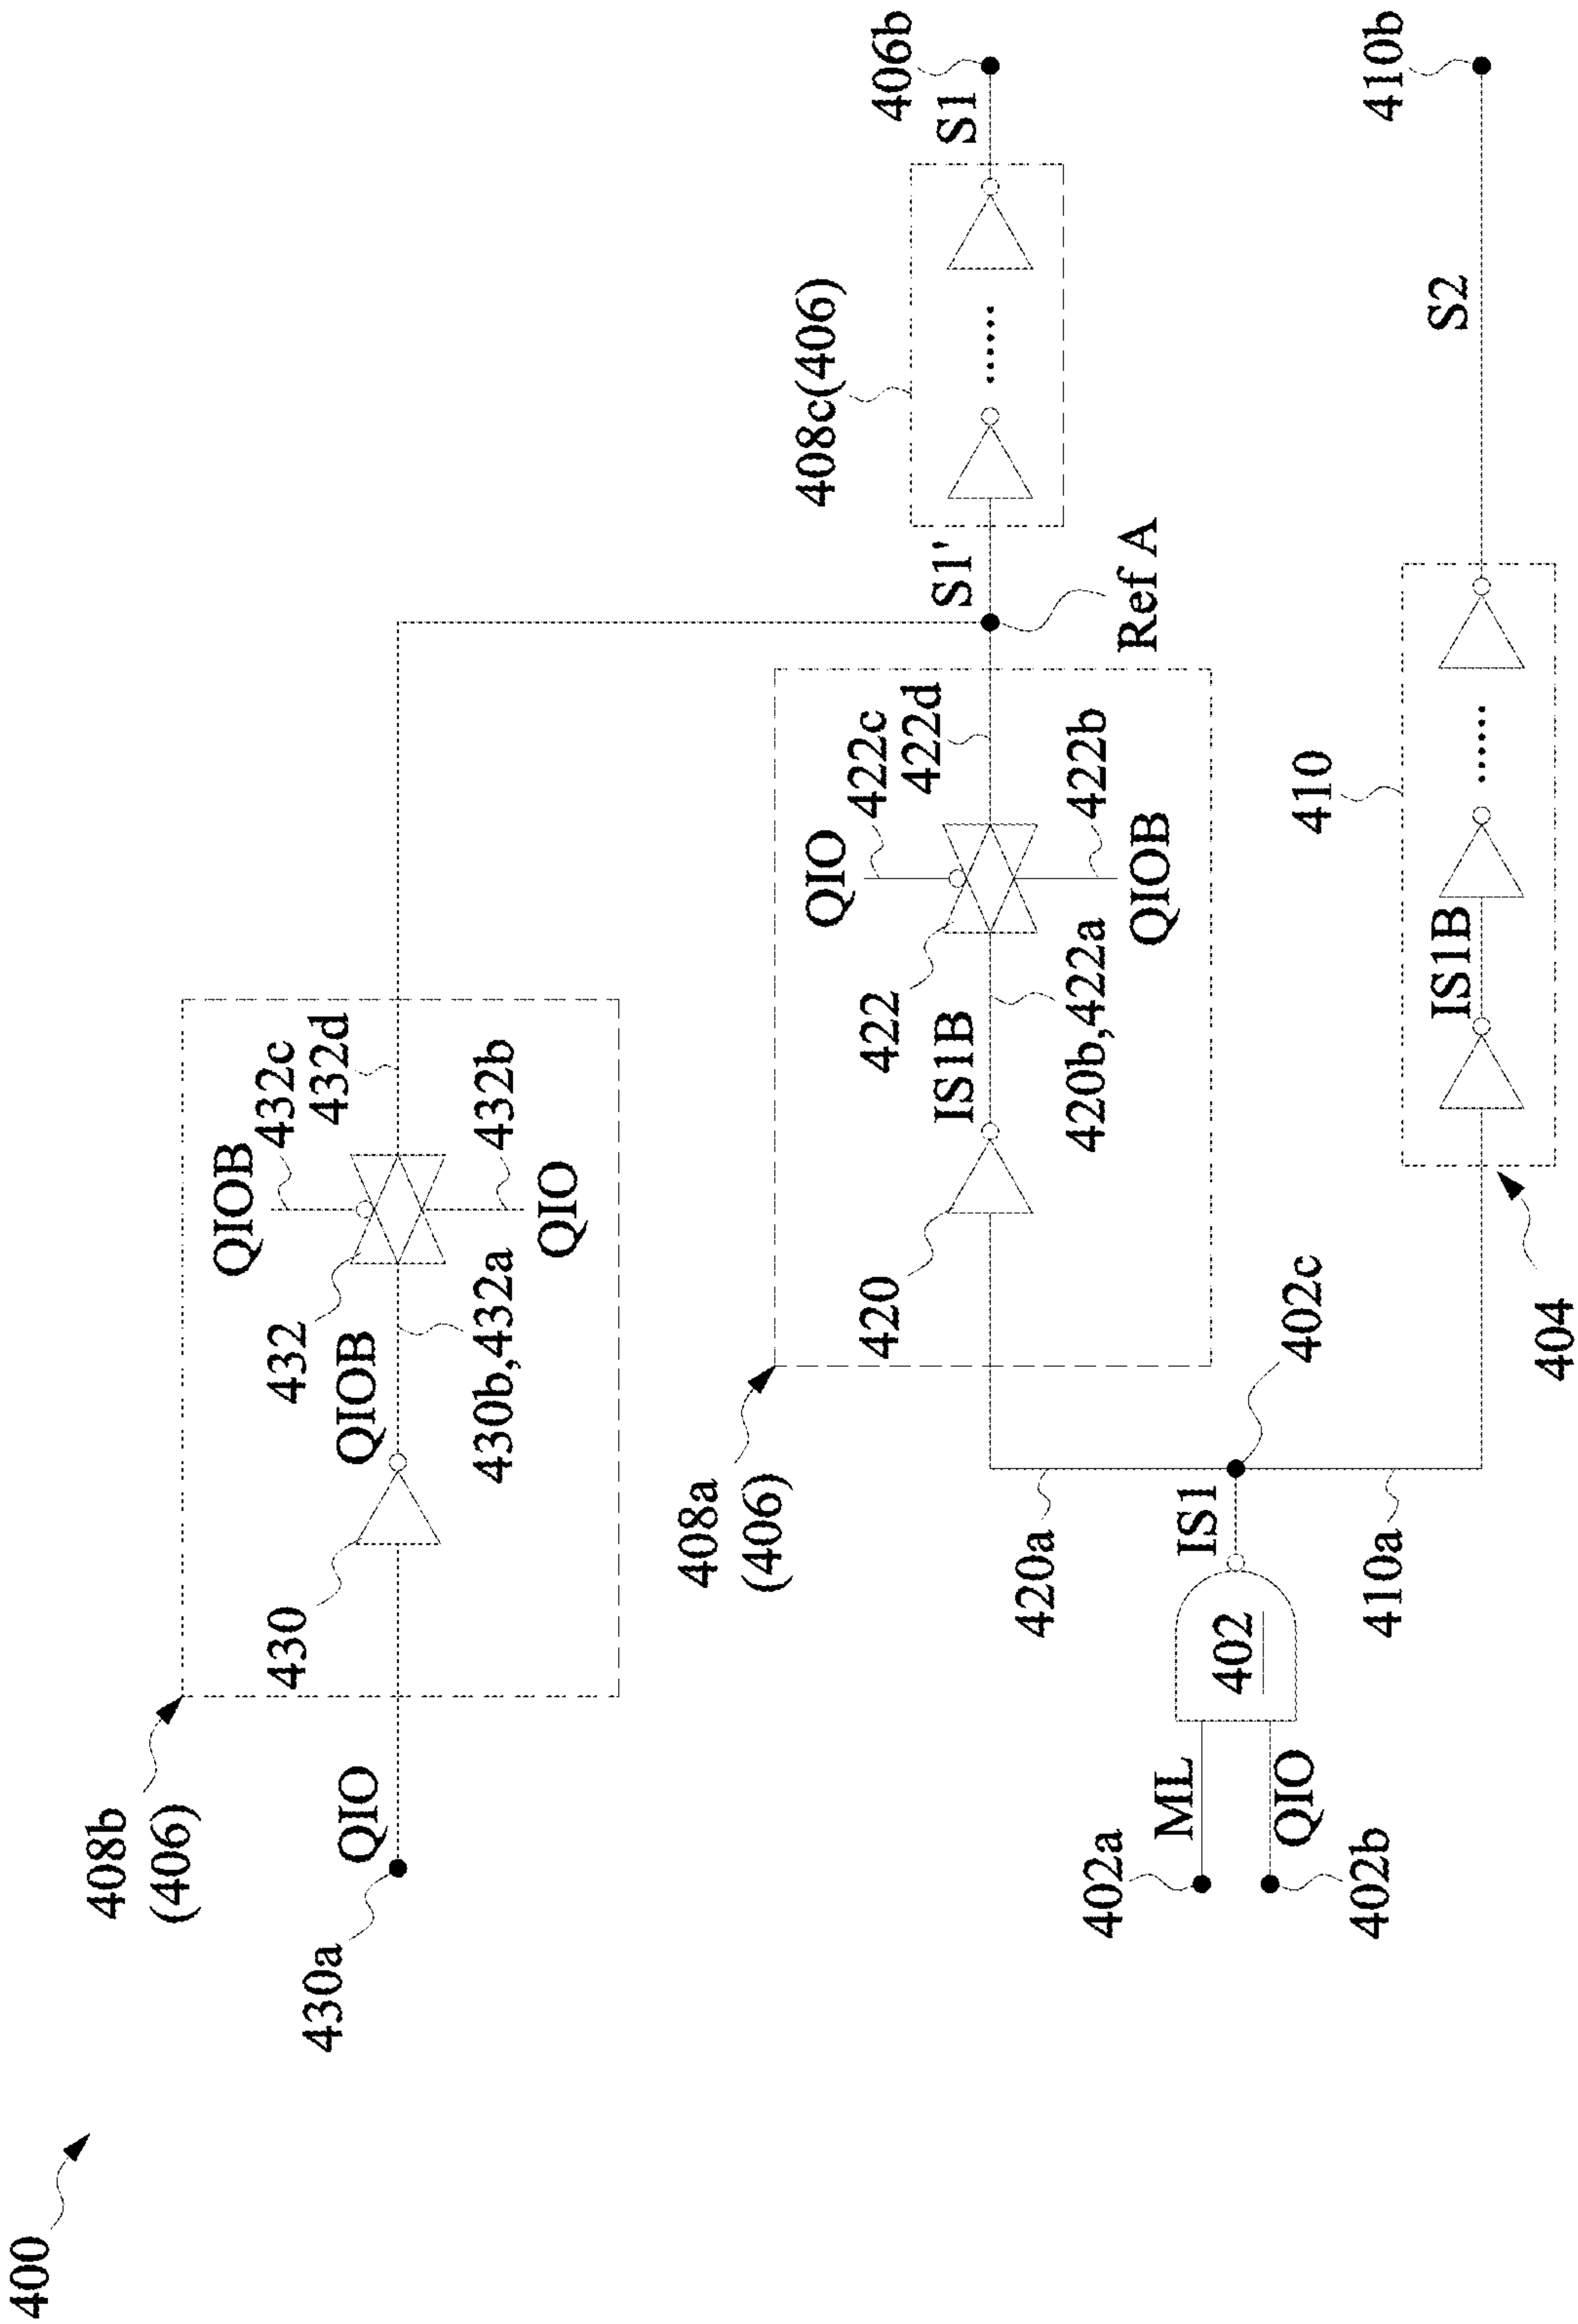 400
408b
(406)
430a
QIO
430
QIOB
430b,432a
432
QIOB
432c
432d
432b
QIO
408a
(406)
420
IS1B
420b,422a
422
QIO
422c
422d
422b
QIOB
S1'
Ref A
408c(406)
......
S1
406b
402a
ML
QIO
402b
402
IS1
402c
420a
410a
404
IS1B
410
......
S2
410b